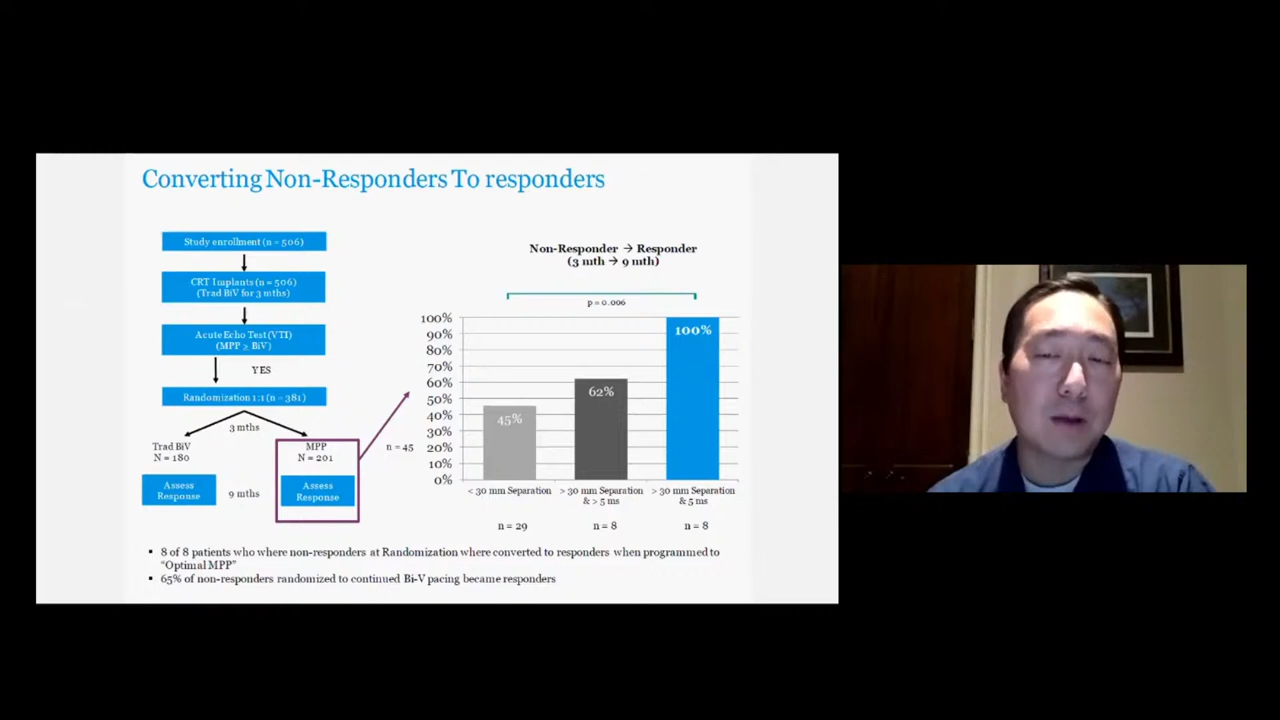 Converting Non-Responders To responders
Study enrollment (n = 506)
CRT Implants (n = 506)
(Trad BiV for 3 mths)
Acute Echo Test (VTI)
(MPP ≥ BiV)
YES
Randomization 1:1 (n = 381)
3 mths
Trad BiV
N = 180
MPP
N = 201
Assess
Response
9 mths
Assess
Response
n = 45
Non-Responder → Responder
(3 mth → 9 mth)
p = 0.006
100%
90%
80%
70%
60%
50%
40%
30%
20%
10%
0%
45%
62%
100%
< 30 mm Separation
> 30 mm Separation
& > 5 ms
> 30 mm Separation
& 5 ms
n = 29
n = 8
n = 8
▪ 8 of 8 patients who where non-responders at Randomization where converted to responders when programmed to
“Optimal MPP”
▪ 65% of non-responders randomized to continued Bi-V pacing became responders